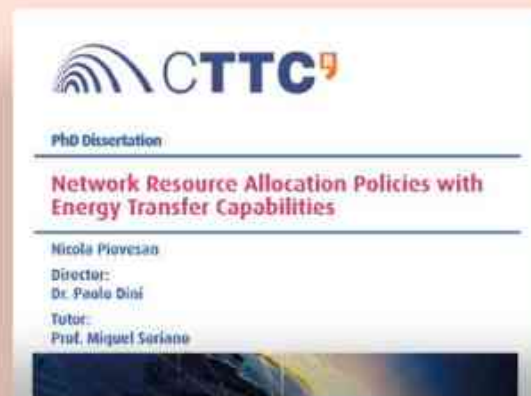 CTTC⁹
PhD Dissertation
Network Resource Allocation Policies with
Energy Transfer Capabilities
Nicola Piovesan
Director:
Dr. Paolo Dini
Tutor:
Prof. Miquel Soriano